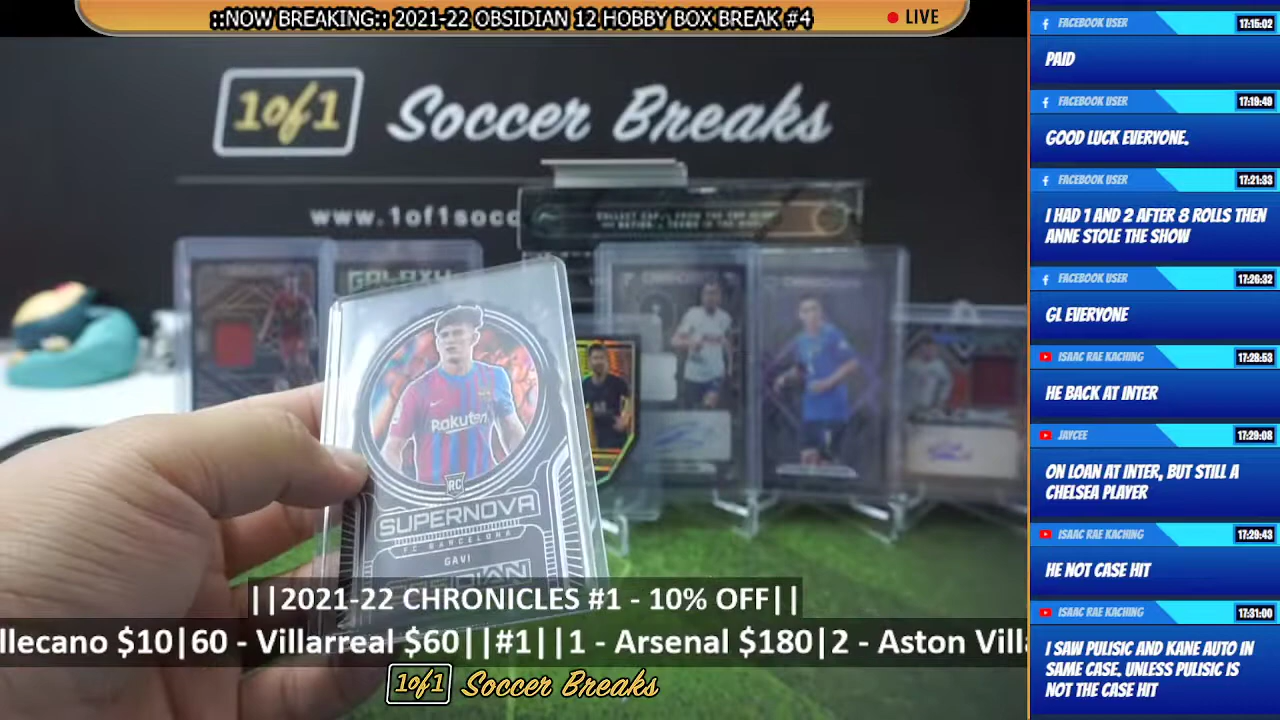 ::NOW BREAKING:: 2021-22 OBSIDIAN 12 HOBBY BOX BREAK #4
LIVE
1of1 Soccer Breaks
www.1of1socc
GALAXY
Rakuten
RC
SUPERNOVA
FC BARCELONA
GAVI
||2021-22 CHRONICLES #1 - 10% OFF||
llecano $10|60 - Villarreal $60||#1||1 - Arsenal $180|2 - Aston Vill
1of1 Soccer Breaks
FACEBOOK USER 17:15:02
PAID
FACEBOOK USER 17:19:49
GOOD LUCK EVERYONE.
FACEBOOK USER 17:21:33
I HAD 1 AND 2 AFTER 8 ROLLS THEN
ANNE STOLE THE SHOW
FACEBOOK USER 17:26:32
GL EVERYONE
ISAAC RAE KACHING 17:28:53
HE BACK AT INTER
JAYCEE 17:29:08
ON LOAN AT INTER, BUT STILL A
CHELSEA PLAYER
ISAAC RAE KACHING 17:29:43
HE NOT CASE HIT
ISAAC RAE KACHING 17:31:00
I SAW PULISIC AND KANE AUTO IN
SAME CASE. UNLESS PULISIC IS
NOT THE CASE HIT